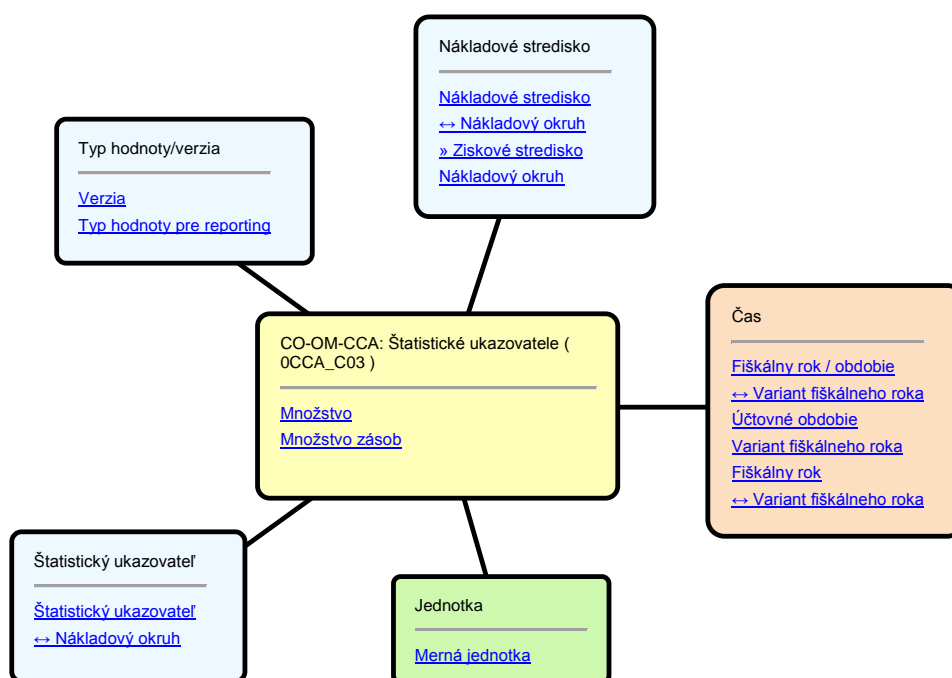 Nákladové stredisko
Nákladové stredisko
↔ Nákladový okruh
» Ziskové stredisko
Nákladový okruh
Typ hodnoty/verzia
Verzia
Typ hodnoty pre reporting
CO-OM-CCA: Štatistické ukazovatele (
0CCA_C03 )
Množstvo
Množstvo zásob
Čas
Fiškálny rok / obdobie
↔ Variant fiškálneho roka
Účtovné obdobie
Variant fiškálneho roka
Fiškálny rok
↔ Variant fiškálneho roka
Štatistický ukazovateľ
Štatistický ukazovateľ
↔ Nákladový okruh
Jednotka
Merná jednotka